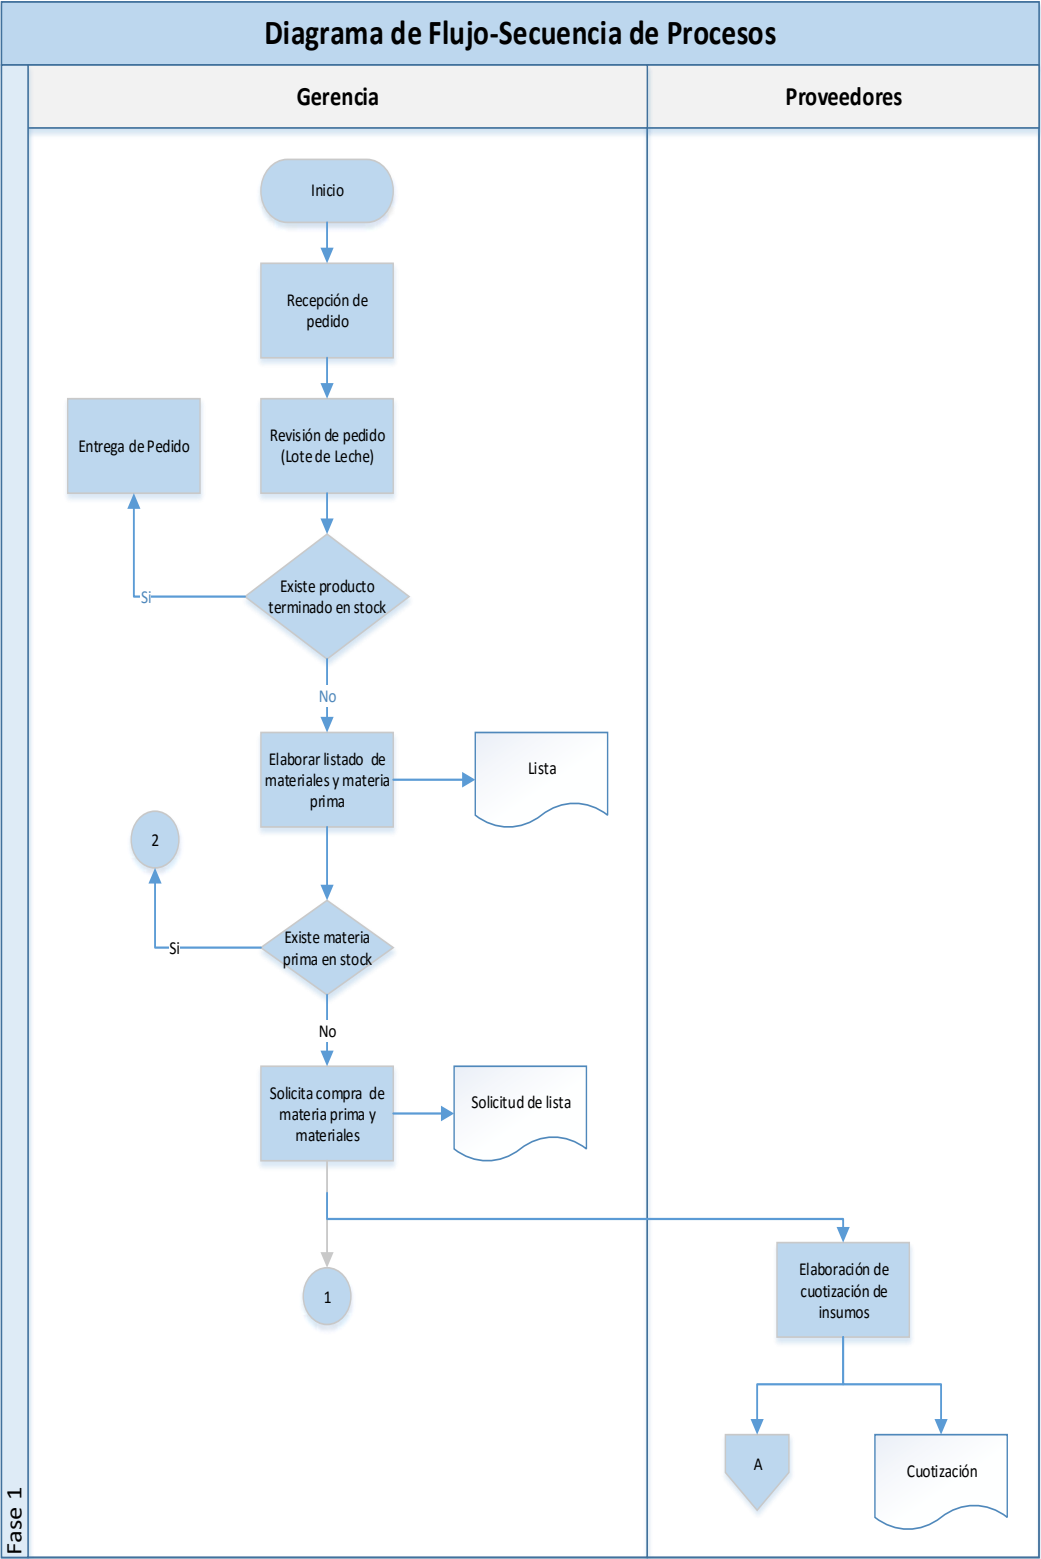 Diagrama de Flujo-Secuencia de Procesos
Gerencia
Proveedores
Inicio
Recepción de
pedido
Entrega de Pedido
Revisión de pedido
(Lote de Leche)
Existe producto
terminado en stock
Si
No
Elaborar listado de
materiales y materia
prima
Lista
2
Existe materia
prima en stock
Si
No
Solicita compra de
materia prima y
materiales
Solicitud de lista
1
Elaboración de
cuotización de
insumos
A
Cuotización
Fase 1